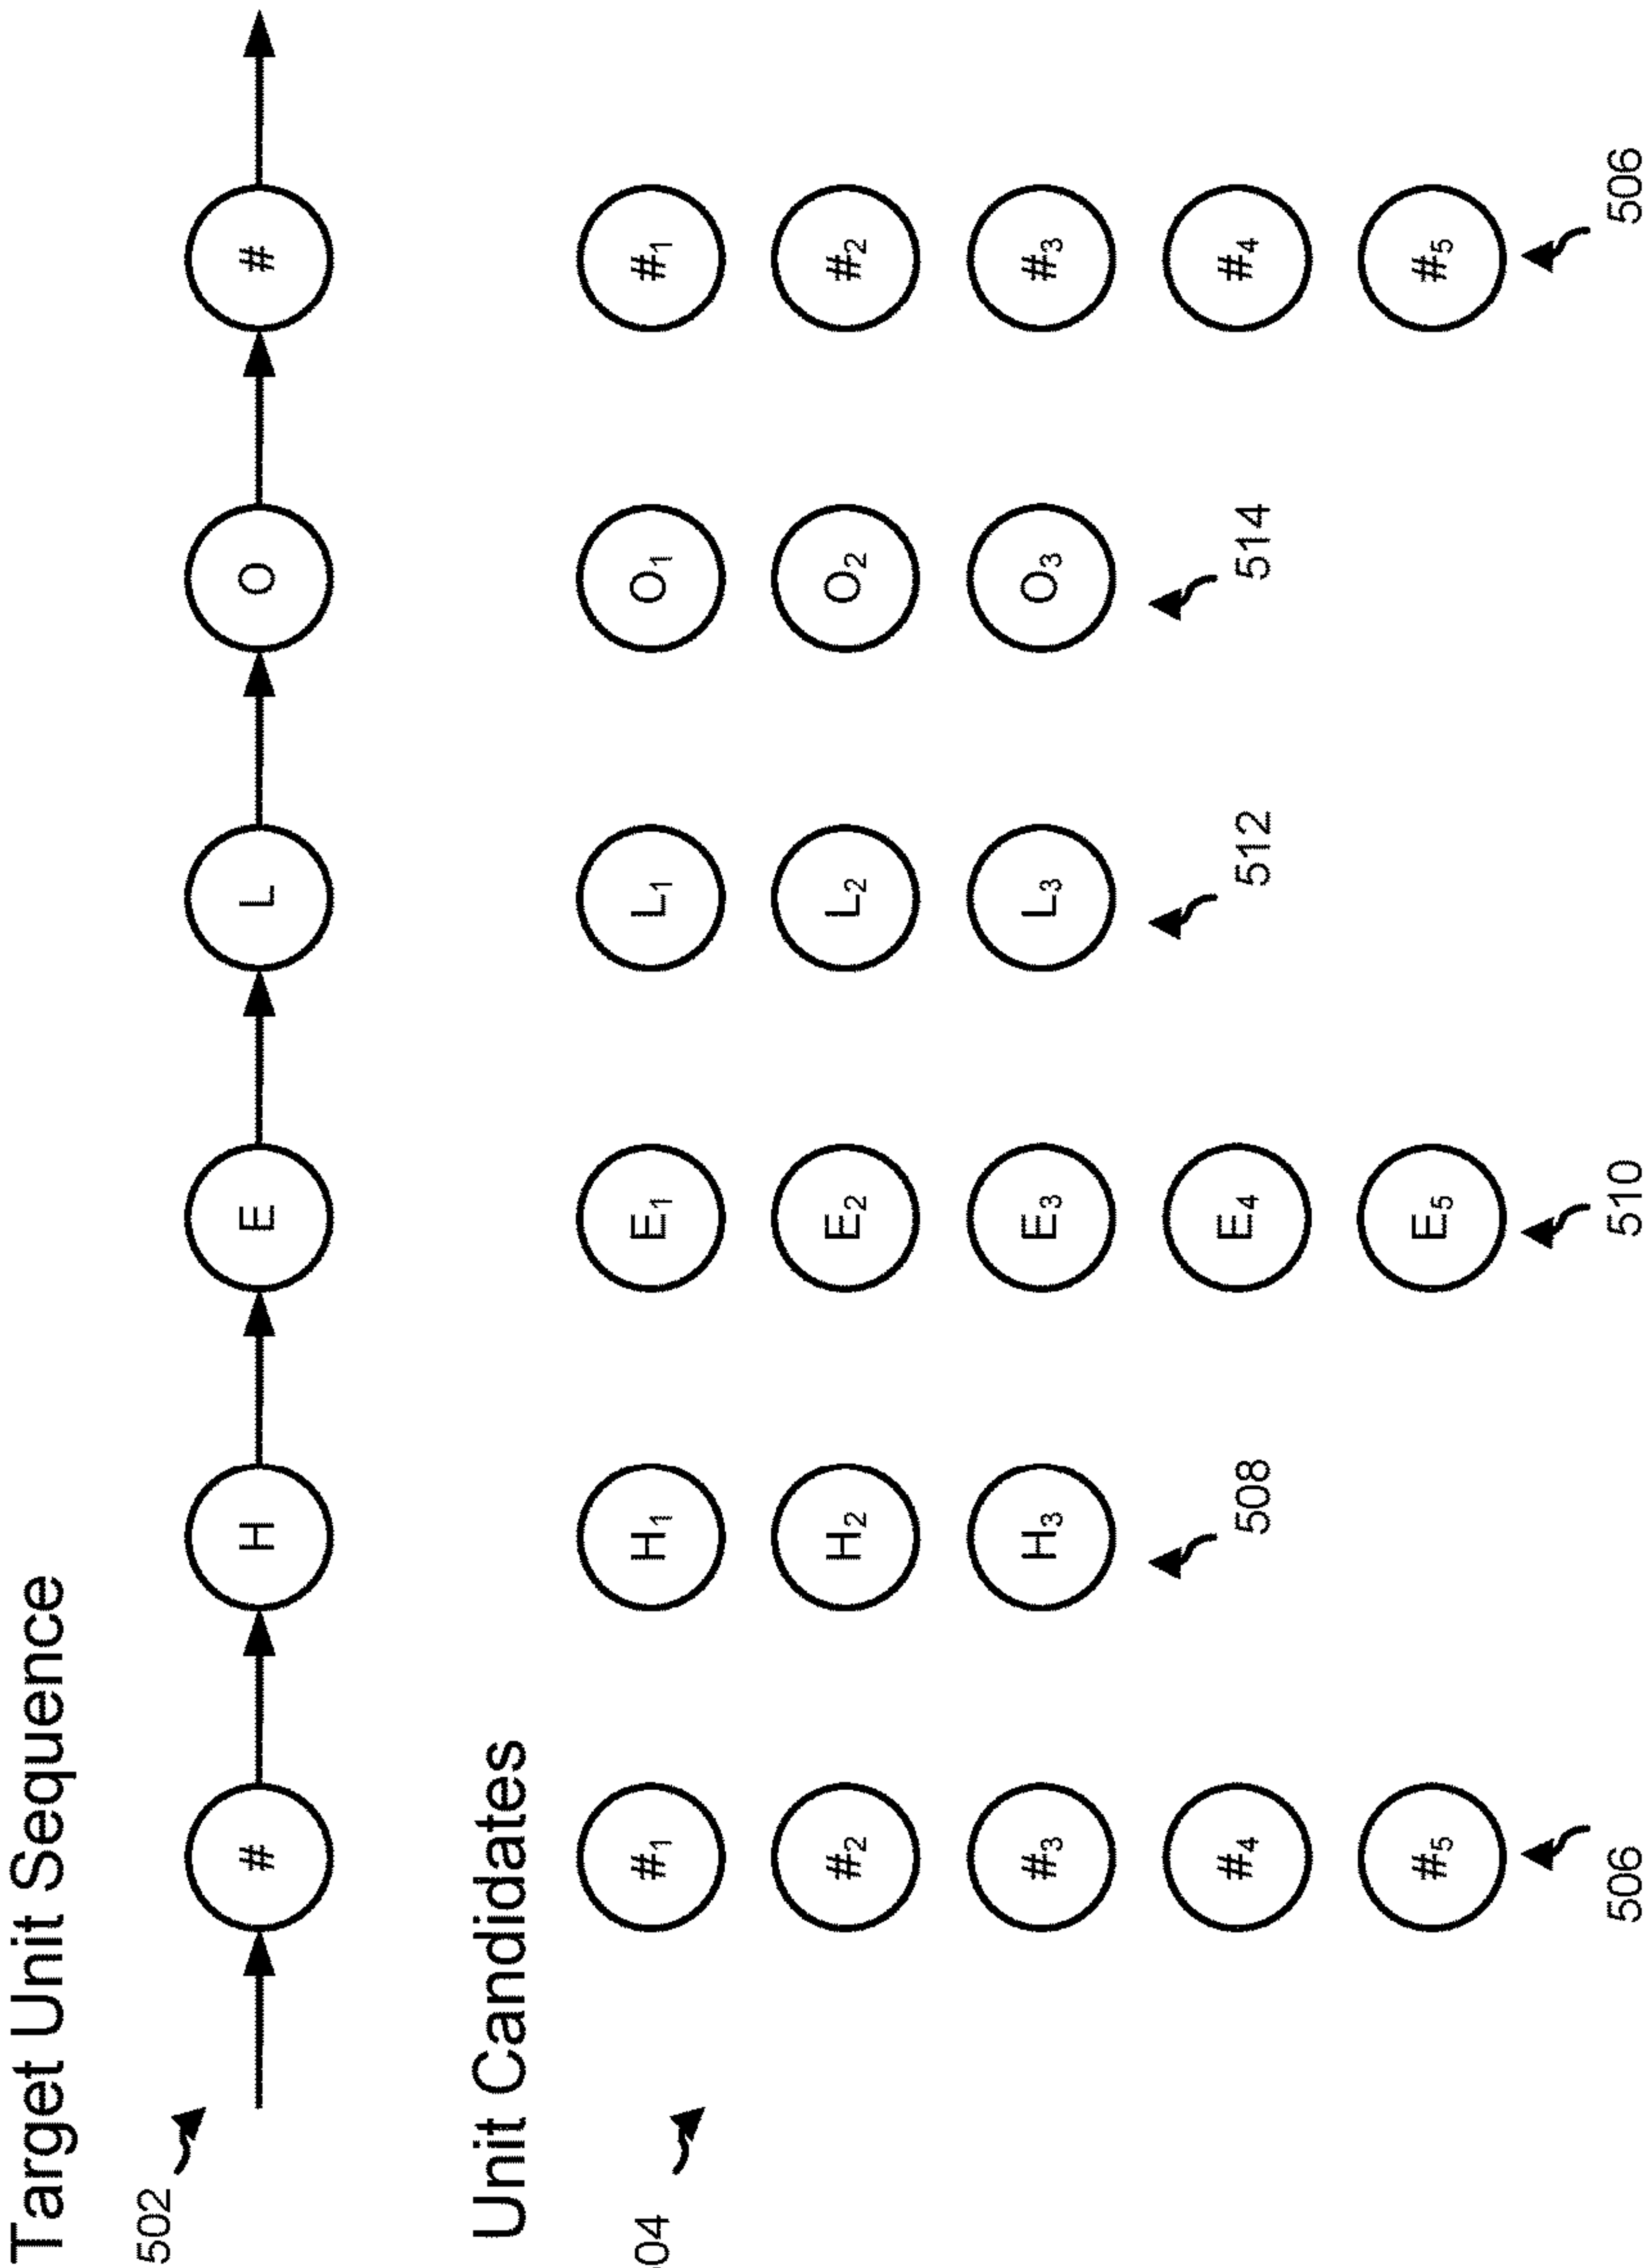 Target Unit Sequence
502
# H E L O #
Unit Candidates
04
#₁ H₁ E₁ L₁ O₁ #₁
#₂ H₂ E₂ L₂ O₂ #₂
#₃ H₃ E₃ L₃ O₃ #₃
508 512 514
#₄ E₄ #₄
#₅ E₅ #₅
506 510 506